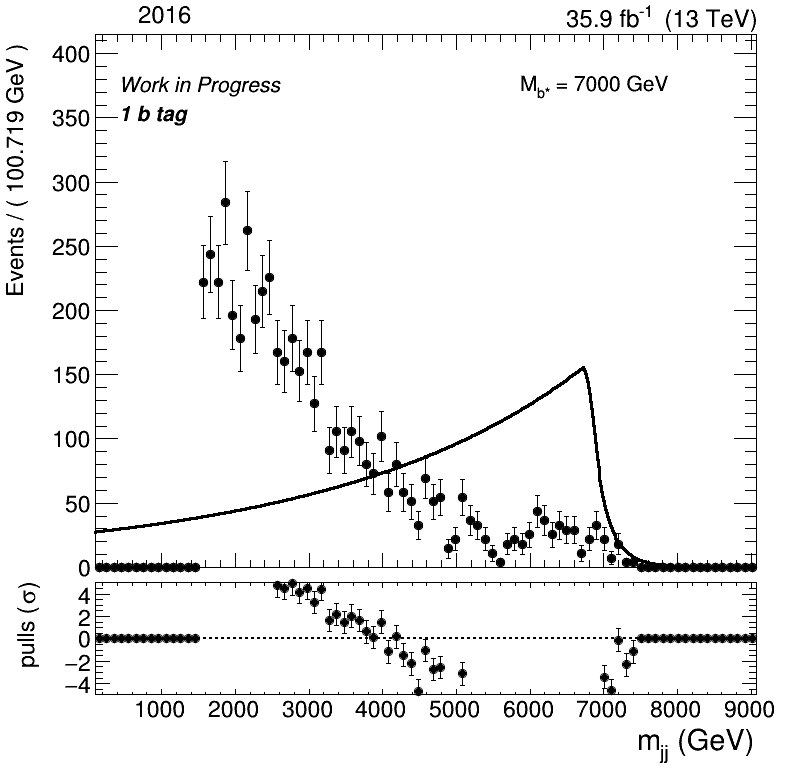 2016
35.9 fb⁻¹ (13 TeV)
Events / ( 100.719 GeV )
400
350
300
250
200
150
100
50
0
Work in Progress
1 b tag
M_b* = 7000 GeV
pulls (σ)
4
2
0
−2
−4
1000 2000 3000 4000 5000 6000 7000 8000 9000
m_jj (GeV)